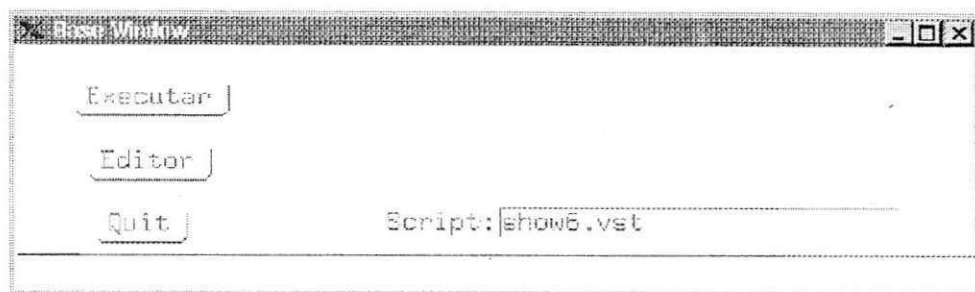 Base Window
Executar
Editor
Quit
Script: show6.vst